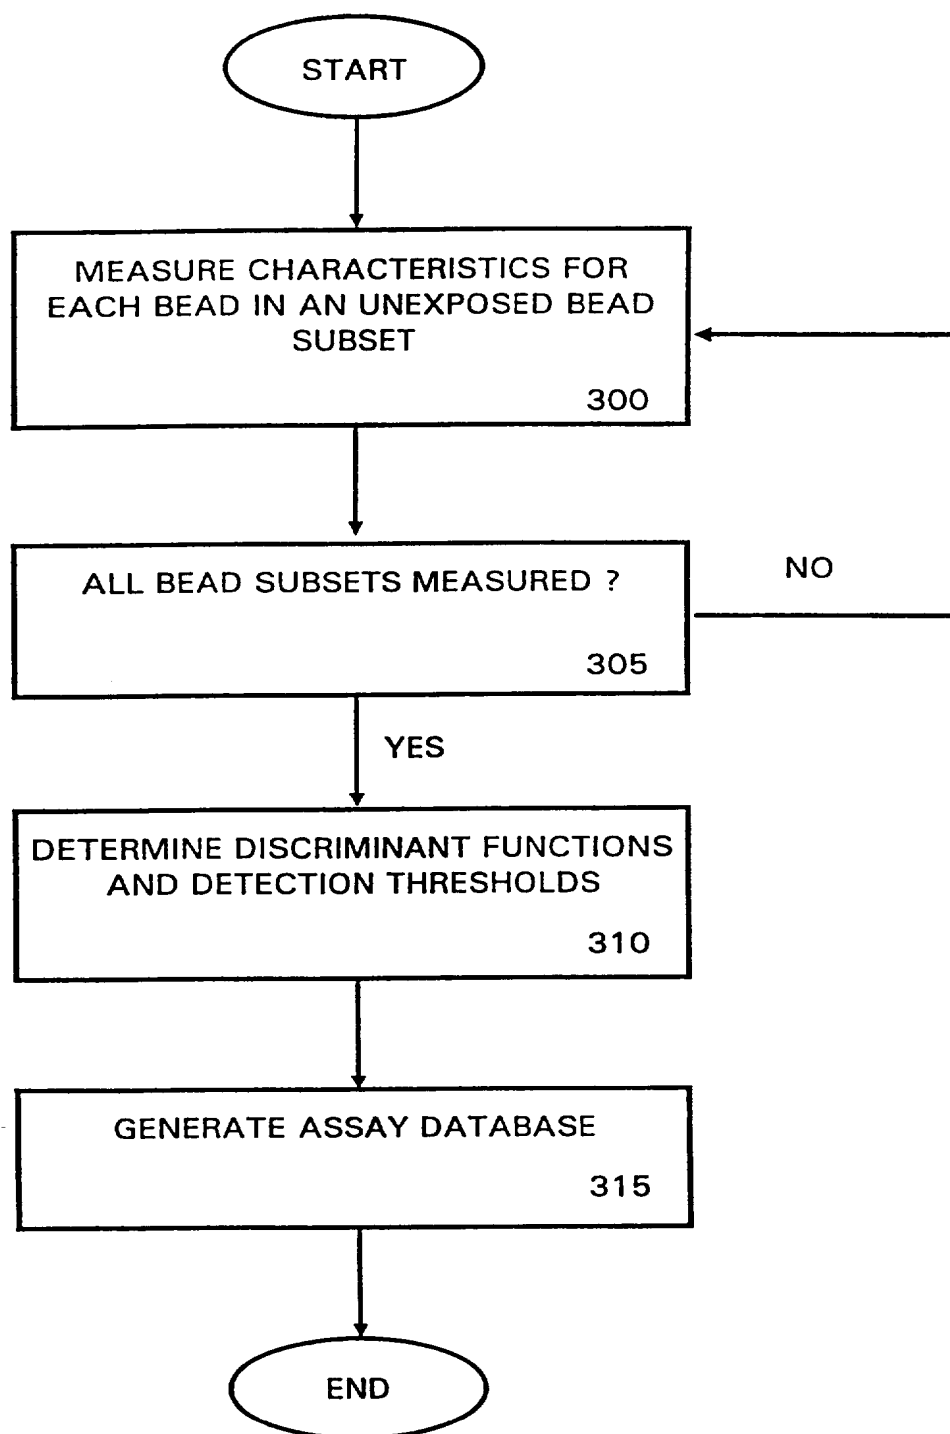 START
MEASURE CHARACTERISTICS FOR
EACH BEAD IN AN UNEXPOSED BEAD
SUBSET
300
ALL BEAD SUBSETS MEASURED ?
305
NO
YES
DETERMINE DISCRIMINANT FUNCTIONS
AND DETECTION THRESHOLDS
310
GENERATE ASSAY DATABASE
315
END